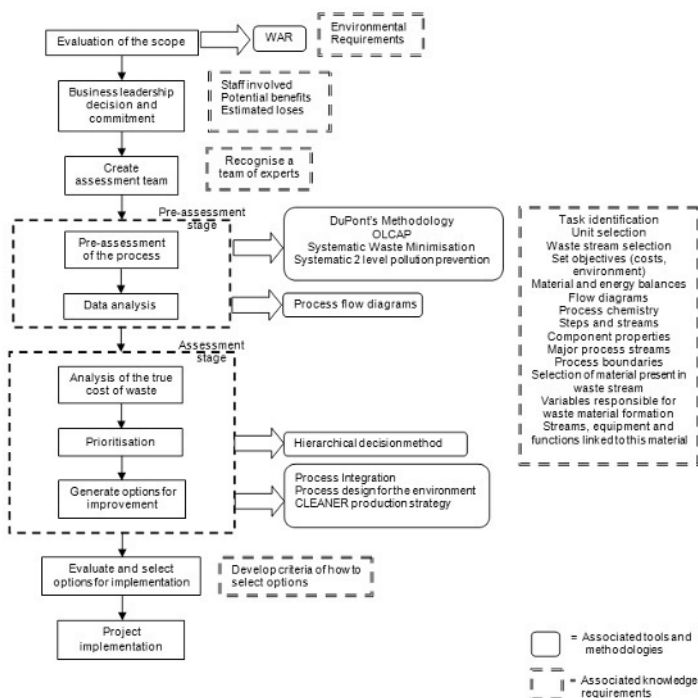 Evaluation of the scope
WAR
Environmental
Requirements
Business leadership
decision and
commitment
Staff involved
Potential benefits
Estimated loses
Create
assessment team
Recognise a
team of experts
Pre-assessment
stage
Pre-assessment
of the process
DuPont's Methodology
OLCAP
Systematic Waste Minimisation
Systematic 2 level pollution prevention
Data analysis
Process flow diagrams
Task identification
Unit selection
Waste stream selection
Set objectives (costs,
environment)
Material and energy balances
Flow diagrams
Process chemistry
Steps and streams
Component properties
Major process streams
Process boundaries
Selection of material present in
waste stream
Variables responsible for
waste material formation
Streams, equipment and
functions linked to this material
Assessment
stage
Analysis of the true
cost of waste
Prioritisation
Hierarchical decision method
Generate options for
improvement
Process Integration
Process design for the environment
CLEANER production strategy
Evaluate and select
options for implementation
Develop criteria of how to
select options
Project
implementation
= Associated tools and
methodologies
= Associated knowledge
requirements